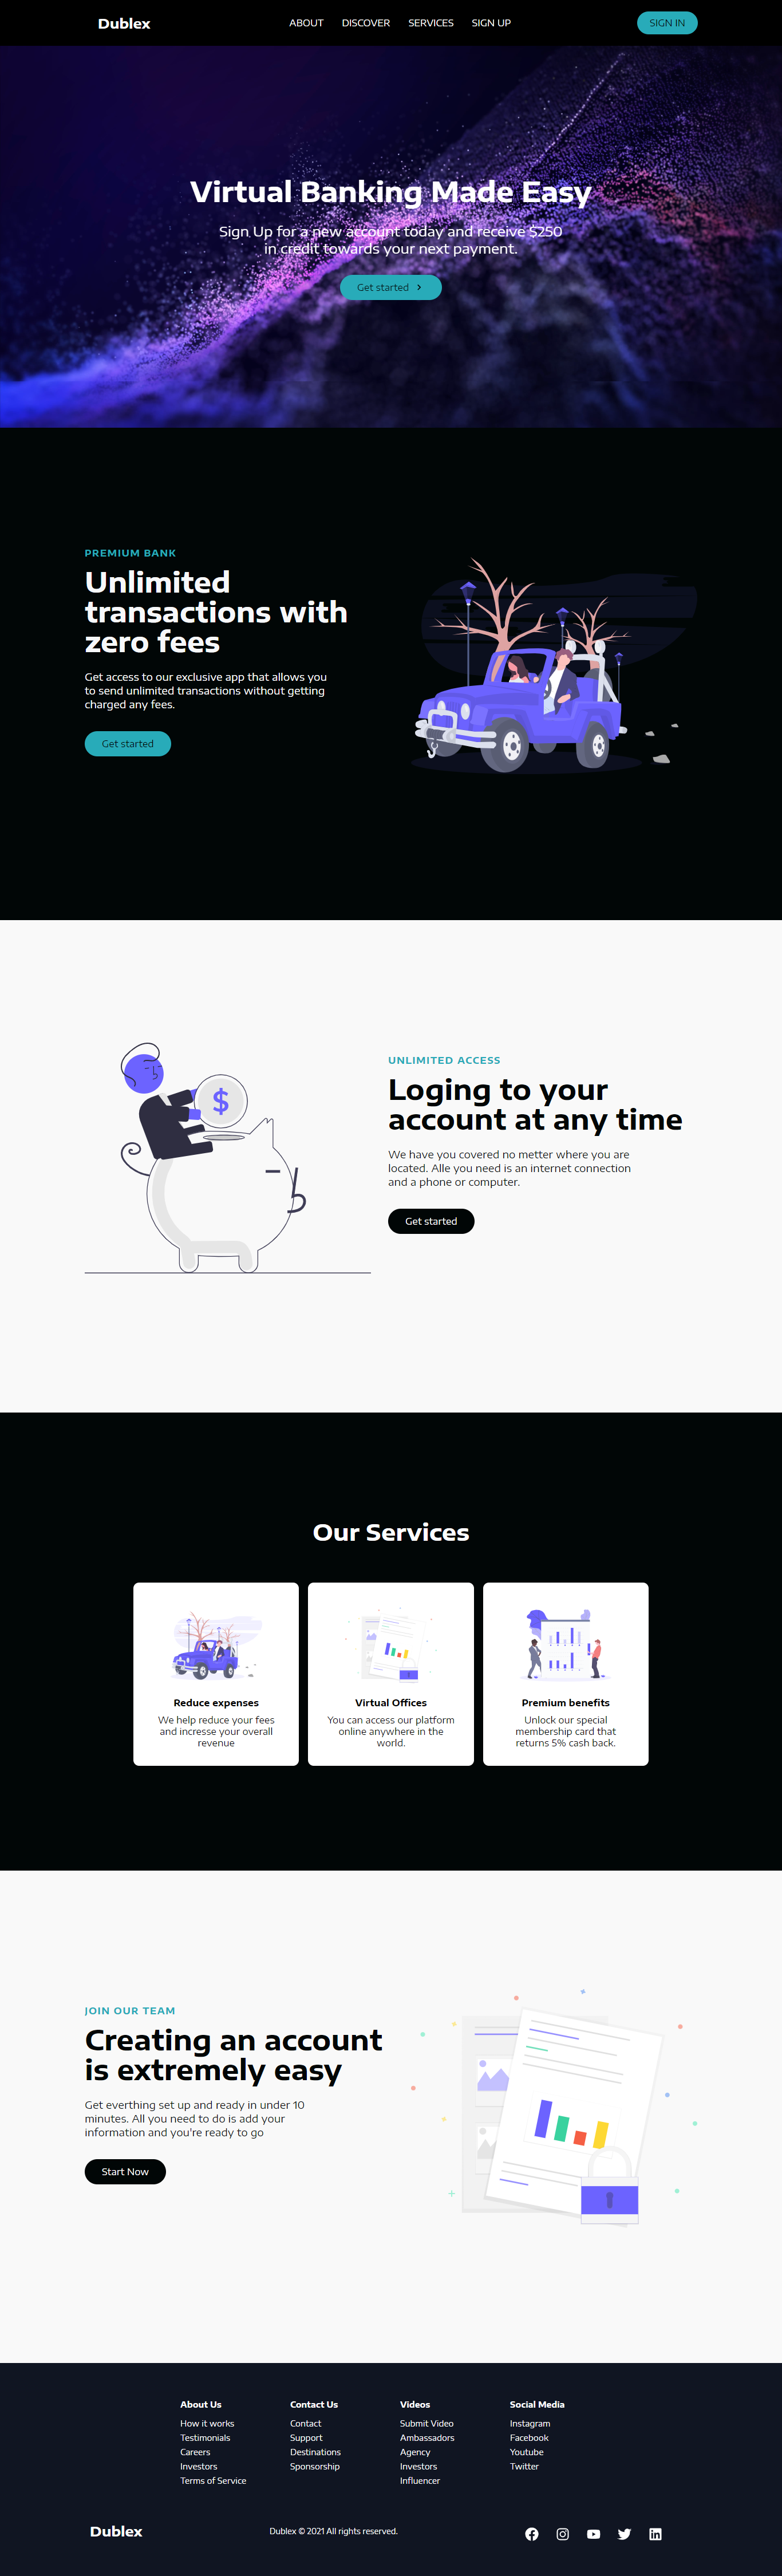 Dublex
ABOUT
DISCOVER
SERVICES
SIGN UP
SIGN IN
Virtual Banking Made Easy
Sign Up for a new account today and receive $250
in credit towards your next payment.
Get started
PREMIUM BANK
Unlimited
transactions with
zero fees
Get access to our exclusive app that allows you
to send unlimited transactions without getting
charged any fees.
Get started
$
UNLIMITED ACCESS
Loging to your
account at any time
We have you covered no matter where you are
located. Alle you need is an internet connection
and a phone or computer.
Get started
Our Services
Reduce expenses
We help reduce your fees
and incresse your overall
revenue
Virtual Offices
You can access our platform
online anywhere in the
world.
Premium benefits
Unlock our special
membership card that
returns 5% cash back.
JOIN OUR TEAM
Creating an account
is extremely easy
Get everthing set up and ready in under 10
minutes. All you need to do is add your
information and you're ready to go
Start Now
About Us
How it works
Testimonials
Careers
Investors
Terms of Service
Contact Us
Contact
Support
Destinations
Sponsorship
Videos
Submit Video
Ambassadors
Agency
Investors
Influencer
Social Media
Instagram
Facebook
Youtube
Twitter
Dublex
Dublex © 2021 All rights reserved.